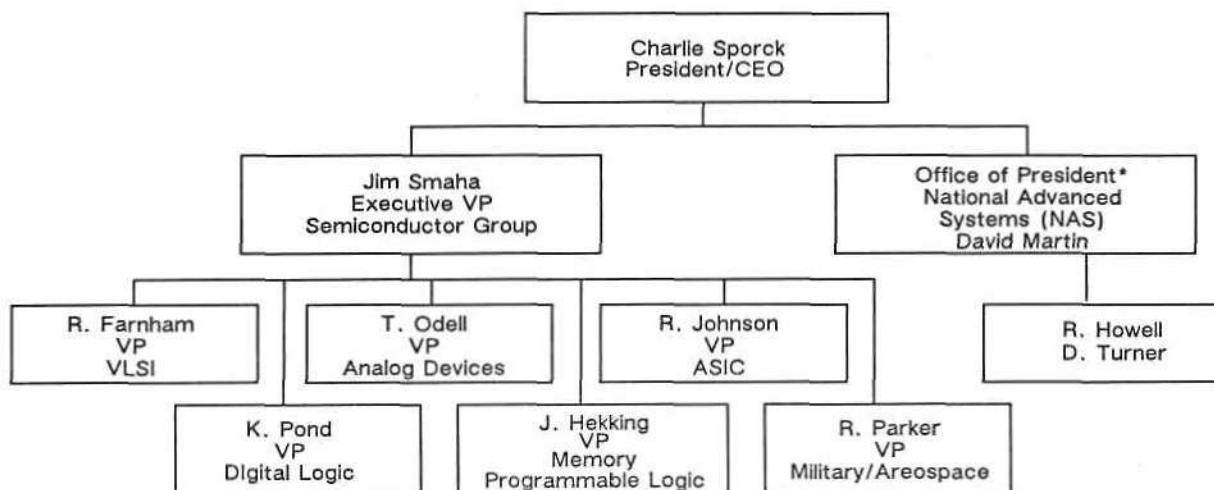 Charlie Sporck
President/CEO
Jim Smaha
Executive VP
Semiconductor Group
Office of President*
National Advanced
Systems (NAS)
David Martin
R. Farnham
VP
VLSI
T. Odell
VP
Analog Devices
R. Johnson
VP
ASIC
R. Howell
D. Turner
K. Pond
VP
Digital Logic
J. Hekking
VP
Memory
Programmable Logic
R. Parker
VP
Military/Areospace